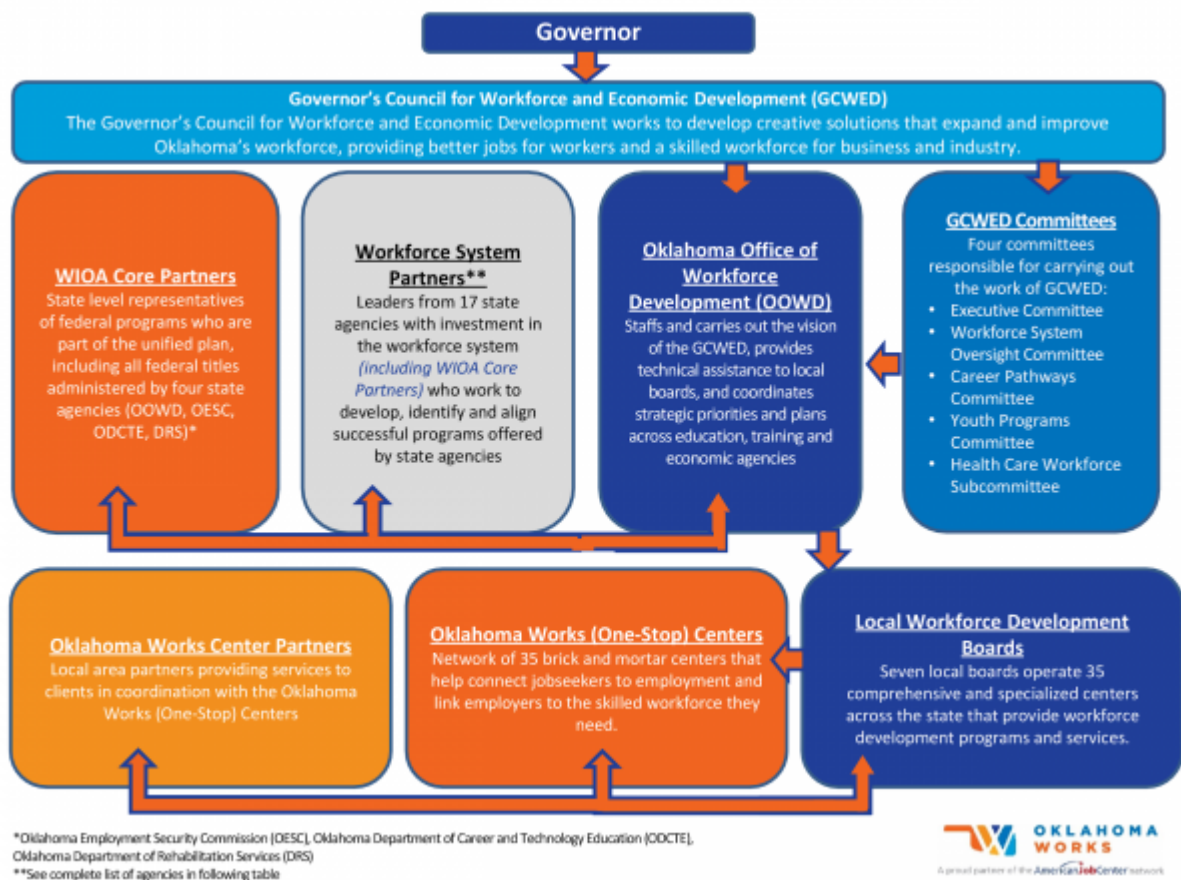 Governor
Governor's Council for Workforce and Economic Development (GCWED)
The Governor's Council for Workforce and Economic Development works to develop creative solutions that expand and improve
Oklahoma's workforce, providing better jobs for workers and a skilled workforce for business and industry.
WIOA Core Partners
State level representatives
of federal programs who are
part of the unified plan,
including all federal titles
administered by four state
agencies (OOWD, OESC,
ODCTE, DRS)*
Workforce System
Partners**
Leaders from 17 state
agencies with investment in
the workforce system
(including WIOA Core
Partners) who work to
develop, identify and align
successful programs offered
by state agencies
Oklahoma Office of
Workforce
Development (OOWD)
Staffs and carries out the vision
of the GCWED, provides
technical assistance to local
boards, and coordinates
strategic priorities and plans
across education, training and
economic agencies
GCWED Committees
Four committees
responsible for carrying out
the work of GCWED:
• Executive Committee
• Workforce System
Oversight Committee
• Career Pathways
Committee
• Youth Programs
Committee
• Health Care Workforce
Subcommittee
Oklahoma Works Center Partners
Local area partners providing services to
clients in coordination with the Oklahoma
Works (One-Stop) Centers
Oklahoma Works (One-Stop) Centers
Network of 35 brick and mortar centers that
help connect jobseekers to employment and
link employers to the skilled workforce they
need.
Local Workforce Development
Boards
Seven local boards operate 35
comprehensive and specialized centers
across the state that provide workforce
development programs and services.
*Oklahoma Employment Security Commission (OESC), Oklahoma Department of Career and Technology Education (ODCTE),
Oklahoma Department of Rehabilitation Services (DRS)
**See complete list of agencies in following table
OKLAHOMA
WORKS
A proud partner of the AmericanJobCenter network